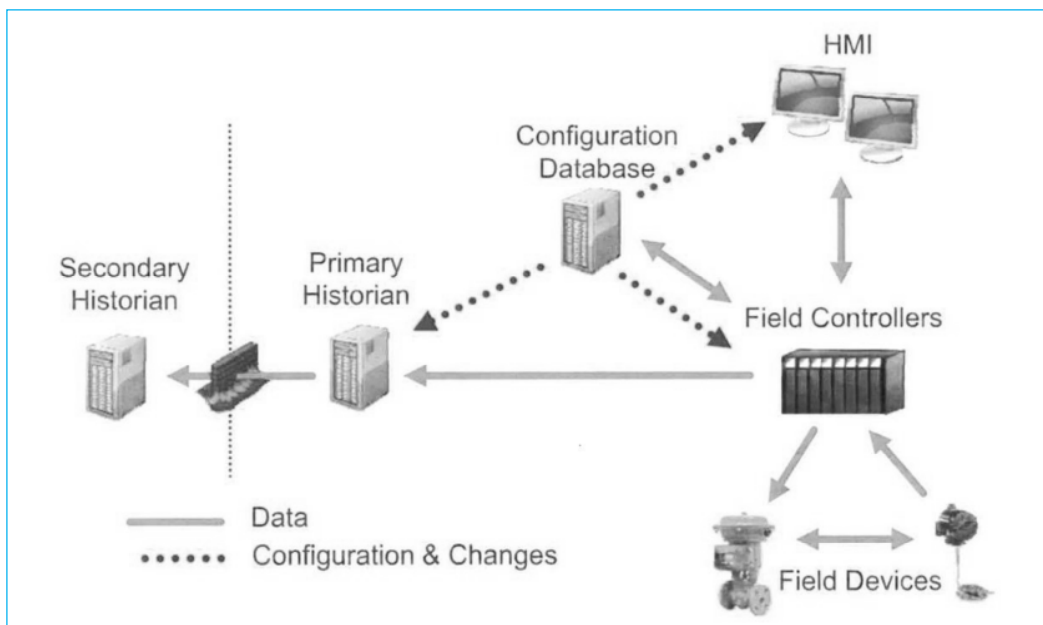 HMI
Configuration
Database
Secondary
Historian
Primary
Historian
Field Controllers
Data
Configuration & Changes
Field Devices